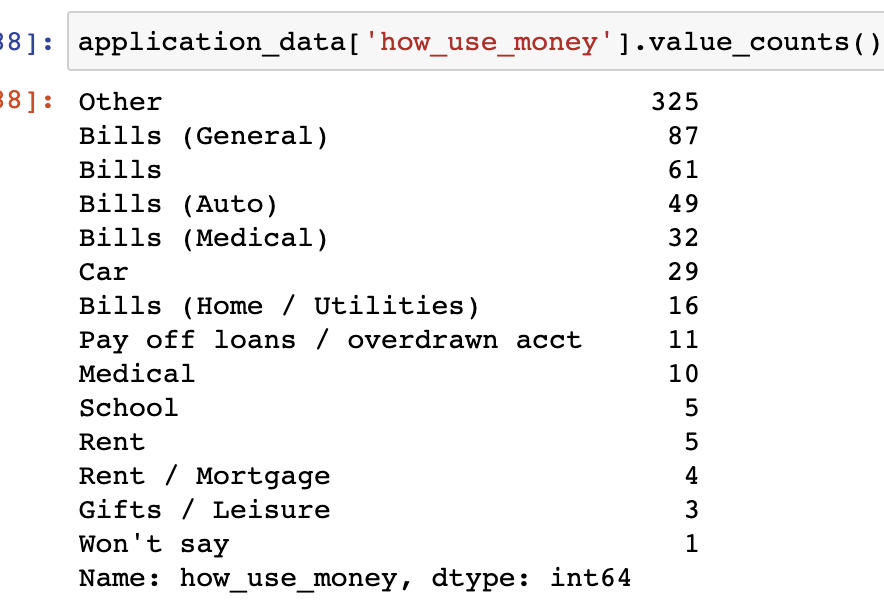 38]: application_data['how_use_money'].value_counts()
38]: Other 325
Bills (General) 87
Bills 61
Bills (Auto) 49
Bills (Medical) 32
Car 29
Bills (Home / Utilities) 16
Pay off loans / overdrawn acct 11
Medical 10
School 5
Rent 5
Rent / Mortgage 4
Gifts / Leisure 3
Won't say 1
Name: how_use_money, dtype: int64